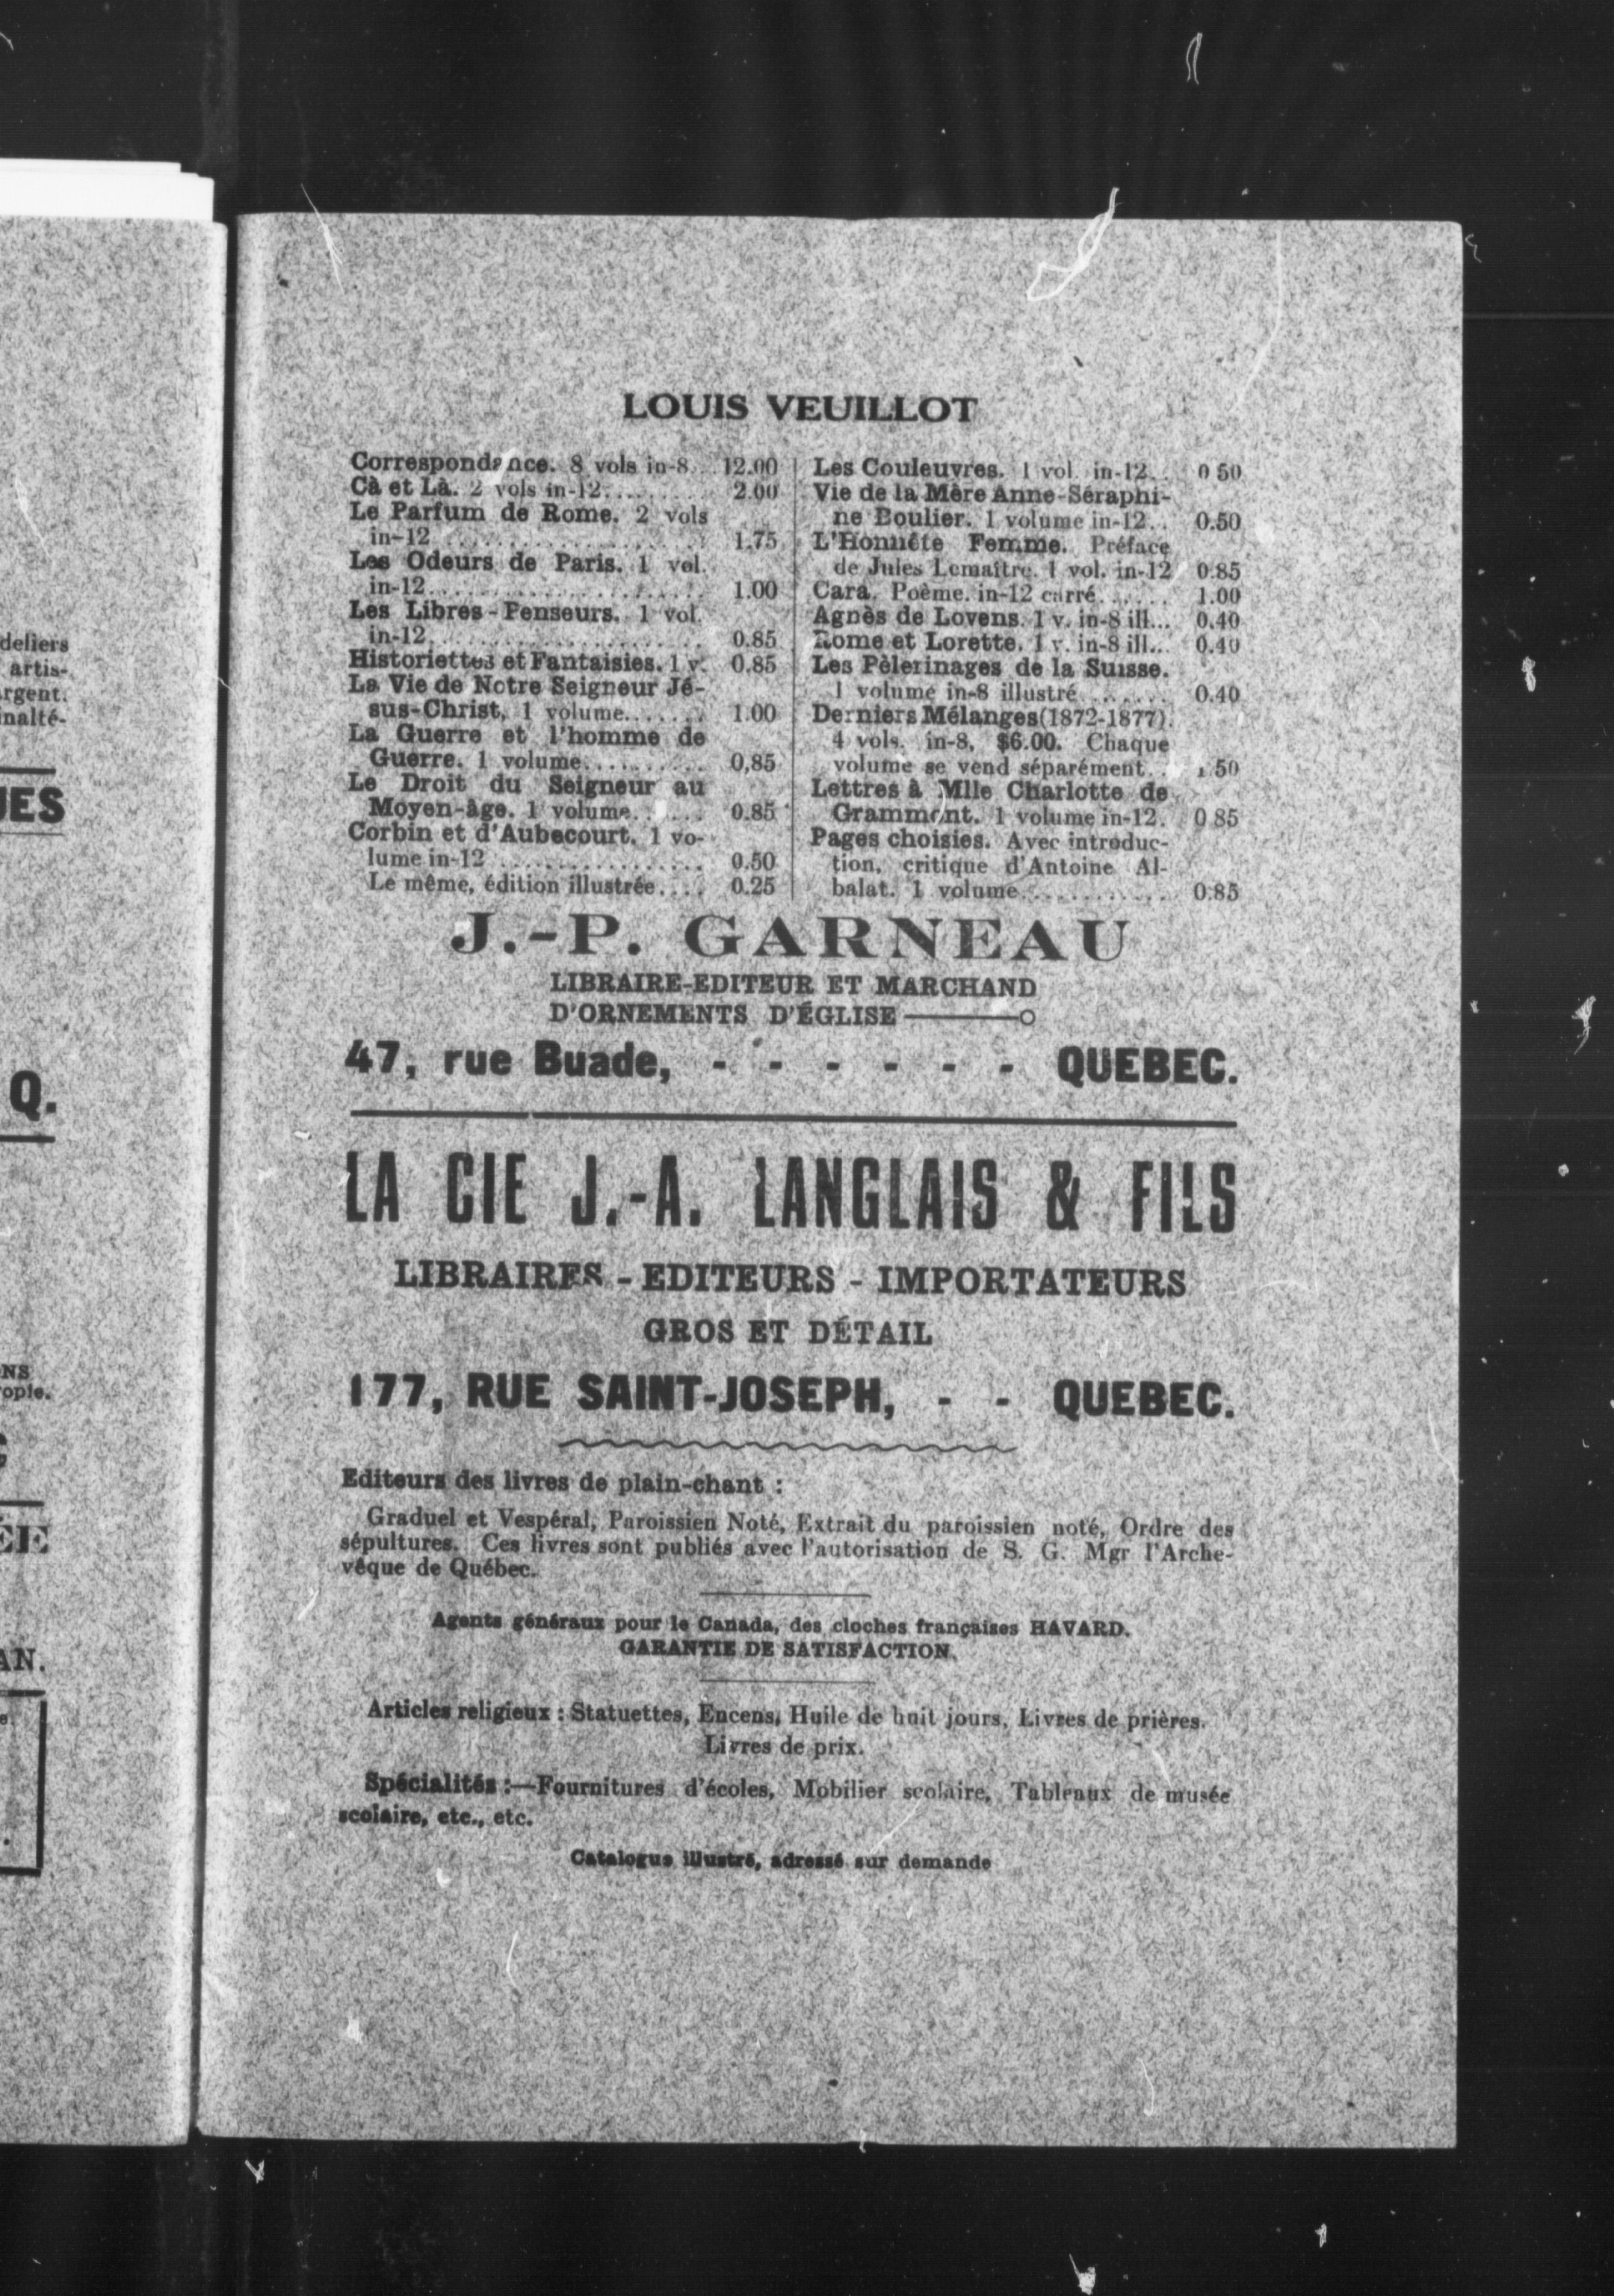 deliers
artis-
rgent.
inalté-
UES
Q.
NS
opie.
AN.
LOUIS VEUILLOT
Correspondance. 8 vols in-8... 12.00
Cà et Là. 2 vols in-12.......... 2.00
Le Parfum de Rome. 2 vols
in-12 .................... 1.75
Les Odeurs de Paris. 1 vol.
in-12...................... 1.00
Les Libres-Penseurs. 1 vol.
in-12...................... 0.85
Historiettes et Fantaisies. 1 v. 0.85
La Vie de Notre Seigneur Jé-
sus-Christ, 1 volume....... 1.00
La Guerre et l'homme de
Guerre. 1 volume.......... 0,85
Le Droit du Seigneur au
Moyen-âge. 1 volume...... 0.85
Corbin et d'Aubecourt. 1 vo-
lume in-12 ................. 0.50
Le même, édition illustrée.... 0.25
Les Couleuvres. 1 vol. in-12.. 0 50
Vie de la Mère Anne-Séraphi-
ne Boulier. 1 volume in-12.. 0.50
L'Honnête Femme. Préface
de Jules Lemaître. 1 vol. in-12 0.85
Cara. Poème. in-12 carré...... 1.00
Agnès de Lovens. 1 v. in-8 ill... 0.40
Rome et Lorette. 1 v. in-8 ill... 0.40
Les Pèlerinages de la Suisse.
1 volume in-8 illustré....... 0.40
Derniers Mélanges (1872-1877).
4 vols. in-8, $6.00. Chaque
volume se vend séparément.. 1 50
Lettres à Mlle Charlotte de
Grammont. 1 volume in-12. 0 85
Pages choisies. Avec introduc-
tion, critique d'Antoine Al-
balat. 1 volume............ 0.85
J.-P. GARNEAU
LIBRAIRE-EDITEUR ET MARCHAND
D'ORNEMENTS D'ÉGLISE
47, rue Buade, - - - - - - QUEBEC.
LA CIE J.-A. LANGLAIS & FILS
LIBRAIRES - EDITEURS - IMPORTATEURS
GROS ET DÉTAIL
177, RUE SAINT-JOSEPH, - - QUEBEC.
Editeurs des livres de plain-chant :
Graduel et Vespéral, Paroissien Noté, Extrait du paroissien noté, Ordre des
sépultures. Ces livres sont publiés avec l'autorisation de S. G. Mgr l'Arche-
vêque de Québec.
Agents généraux pour le Canada, des cloches françaises HAVARD.
GARANTIE DE SATISFACTION.
Articles religieux : Statuettes, Encens, Huile de huit jours, Livres de prières.
Livres de prix.
Spécialités :—Fournitures d'écoles, Mobilier scolaire, Tableaux de musée
scolaire, etc., etc.
Catalogue illustré, adressé sur demande